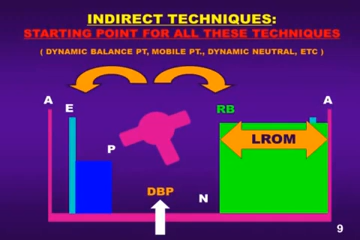 INDIRECT TECHNIQUES:
STARTING POINT FOR ALL THESE TECHNIQUES
( DYNAMIC BALANCE PT, MOBILE PT., DYNAMIC NEUTRAL, ETC )
A
E
P
DBP
N
RB
LROM
A
9